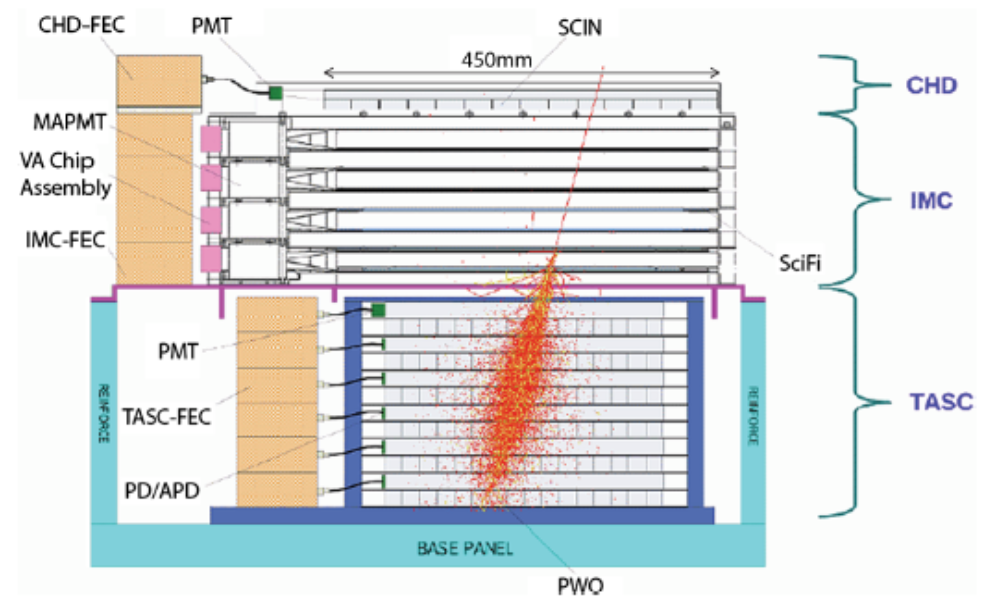 CHD-FEC
PMT
SCIN
450mm
CHD
MAPMT
VA Chip
Assembly
IMC
IMC-FEC
SciFi
PMT
TASC-FEC
TASC
REINFORCE
REINFORCE
PD/APD
BASE PANEL
PWO